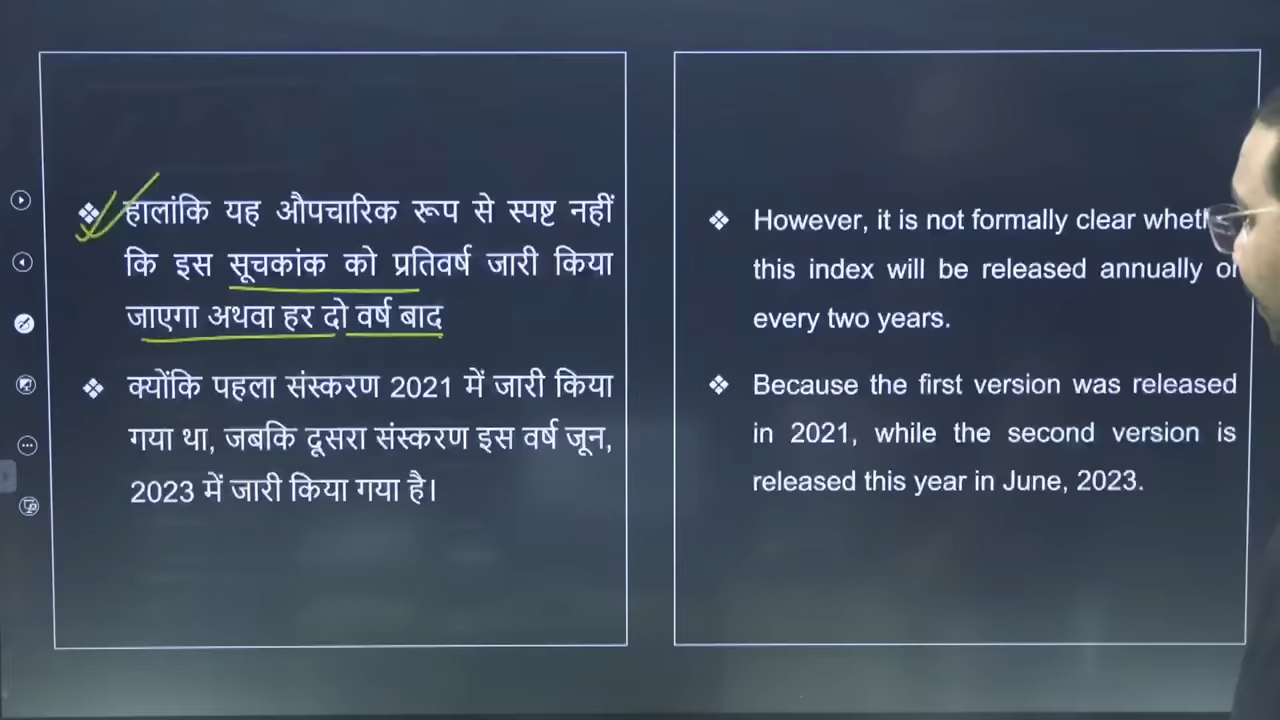 हालांकि यह औपचारिक रूप से स्पष्ट नहीं
कि इस सूचकांक को प्रतिवर्ष जारी किया
जाएगा अथवा हर दो वर्ष बाद
क्योंकि पहला संस्करण 2021 में जारी किया
गया था, जबकि दूसरा संस्करण इस वर्ष जून,
2023 में जारी किया गया है।
However, it is not formally clear
this index will be released annually or
every two years.
Because the first version was released
in 2021, while the second version is
released this year in June, 2023.